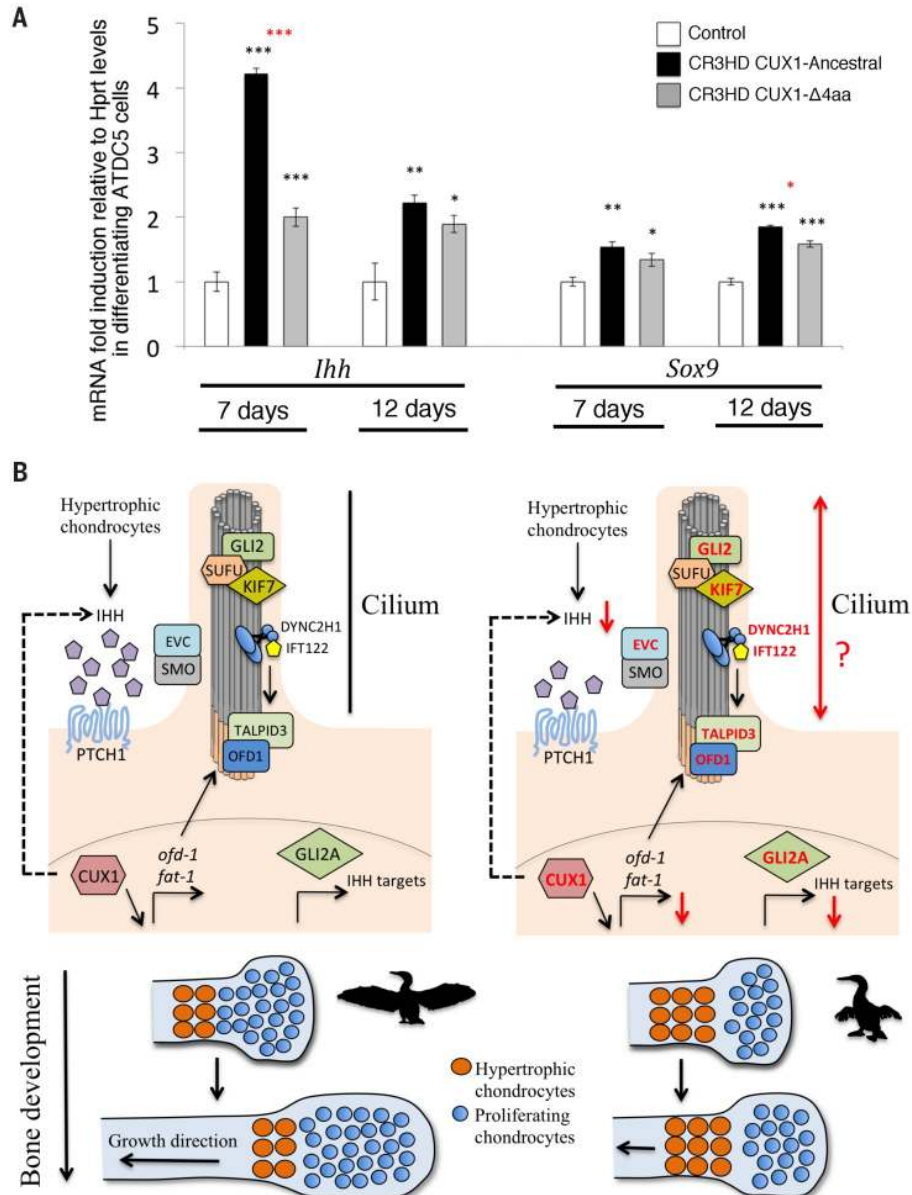 A
mRNA fold induction relative to Hprt levels
in differentiating ATDC5 cells
5
4
3
2
1
0
***
***
***
**
*
**
*
*
***
***
Control
CR3HD CUX1-Ancestral
CR3HD CUX1-Δ4aa
Ihh
Sox9
7 days
12 days
7 days
12 days
B
Hypertrophic
chondrocytes
IHH
PTCH1
EVC
SMO
GLI2
SUFU
KIF7
DYNC2H1
IFT122
TALPID3
OFD1
Cilium
CUX1
ofd-1
fat-1
GLI2A
IHH targets
Hypertrophic
chondrocytes
IHH
PTCH1
EVC
SMO
GLI2
SUFU
KIF7
DYNC2H1
IFT122
TALPID3
OFD1
Cilium
?
CUX1
ofd-1
fat-1
GLI2A
IHH targets
Bone development
Growth direction
Hypertrophic
chondrocytes
Proliferating
chondrocytes